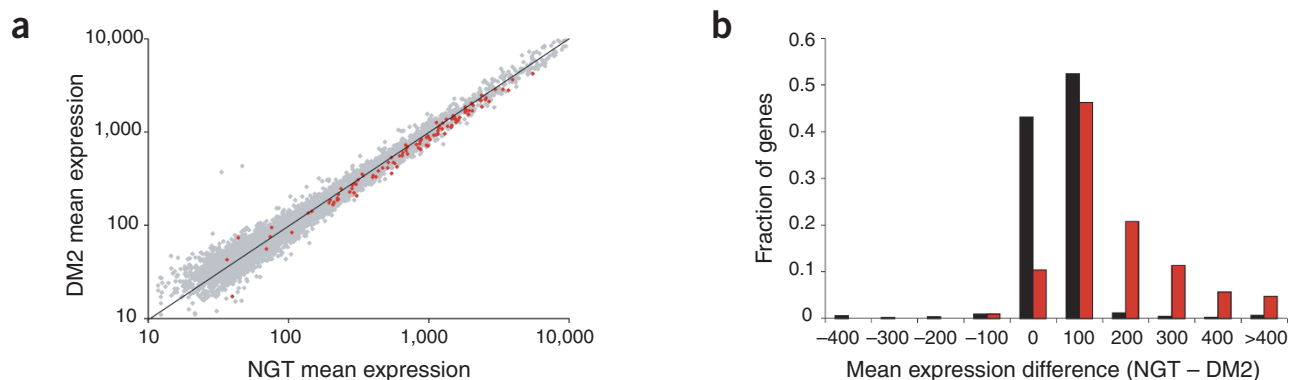 a
10,000
1,000
100
10
DM2 mean expression
10 100 1,000 10,000
NGT mean expression
b
0.6
0.5
0.4
0.3
0.2
0.1
0
Fraction of genes
–400 –300 –200 –100 0 100 200 300 400 >400
Mean expression difference (NGT – DM2)